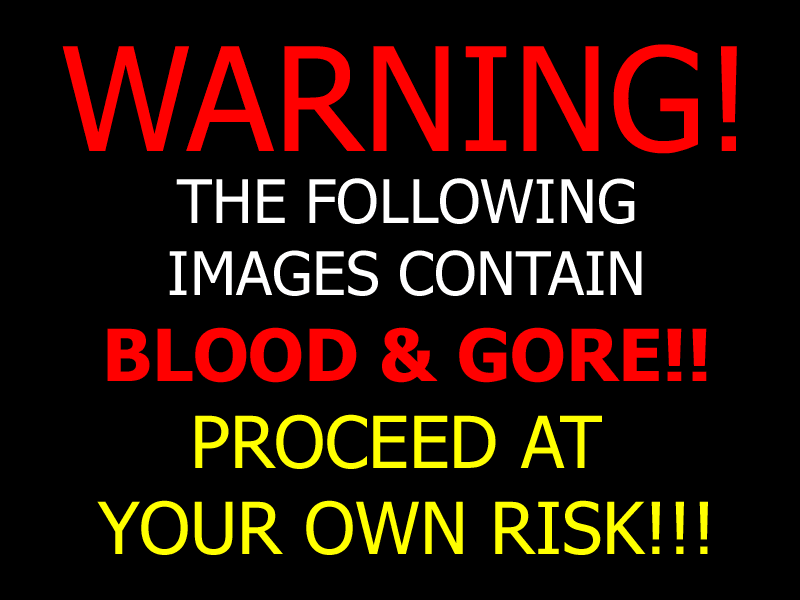 WARNING!
THE FOLLOWING
IMAGES CONTAIN
BLOOD & GORE!!
PROCEED AT
YOUR OWN RISK!!!